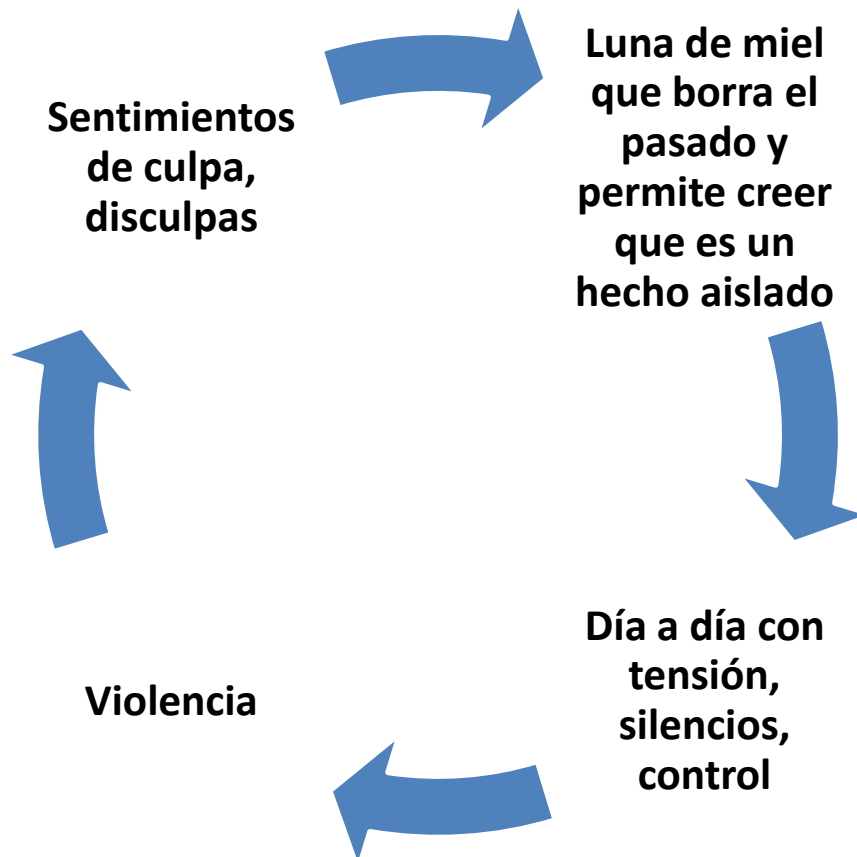 Sentimientos
de culpa,
disculpas
Luna de miel
que borra el
pasado y
permite creer
que es un
hecho aislado
Día a día con
tensión,
silencios,
control
Violencia